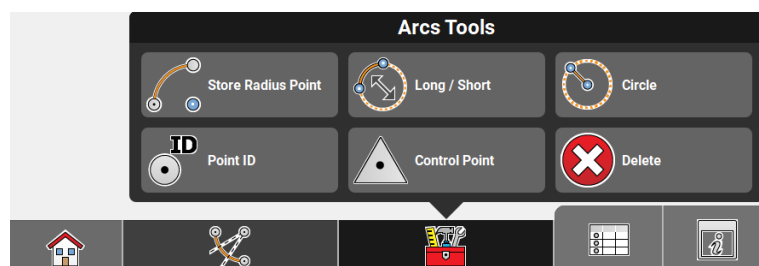 Arcs Tools
Store Radius Point
Long / Short
Circle
ID
Point ID
Control Point
Delete
i